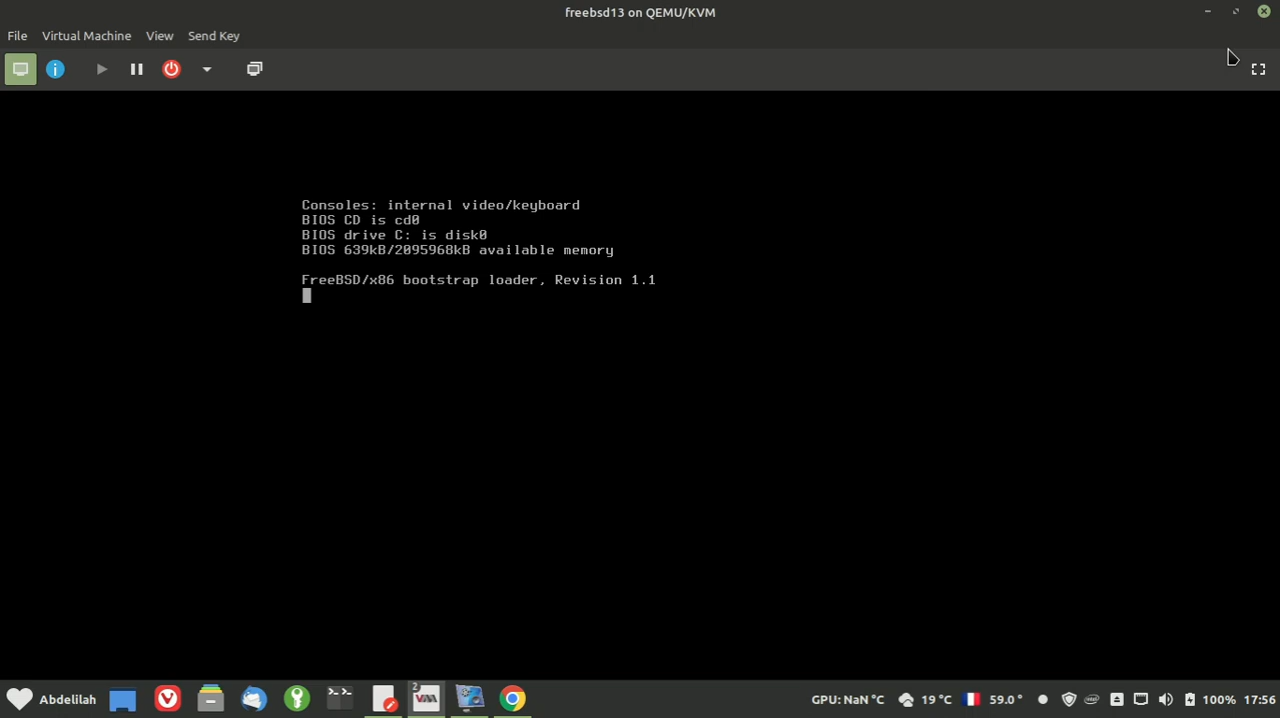 freebsd13 on QEMU/KVM
File Virtual Machine View Send Key
Consoles: internal video/keyboard
BIOS CD is cd0
BIOS drive C: is disk0
BIOS 639kB/2095968kB available memory
FreeBSD/x86 bootstrap loader, Revision 1.1
Abdelilah 2 GPU: NaN °C 19 °C 59.0 ° 100% 17:56